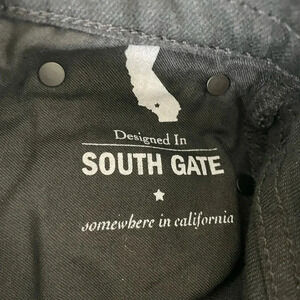 Designed In
SOUTH GATE
somewhere in california